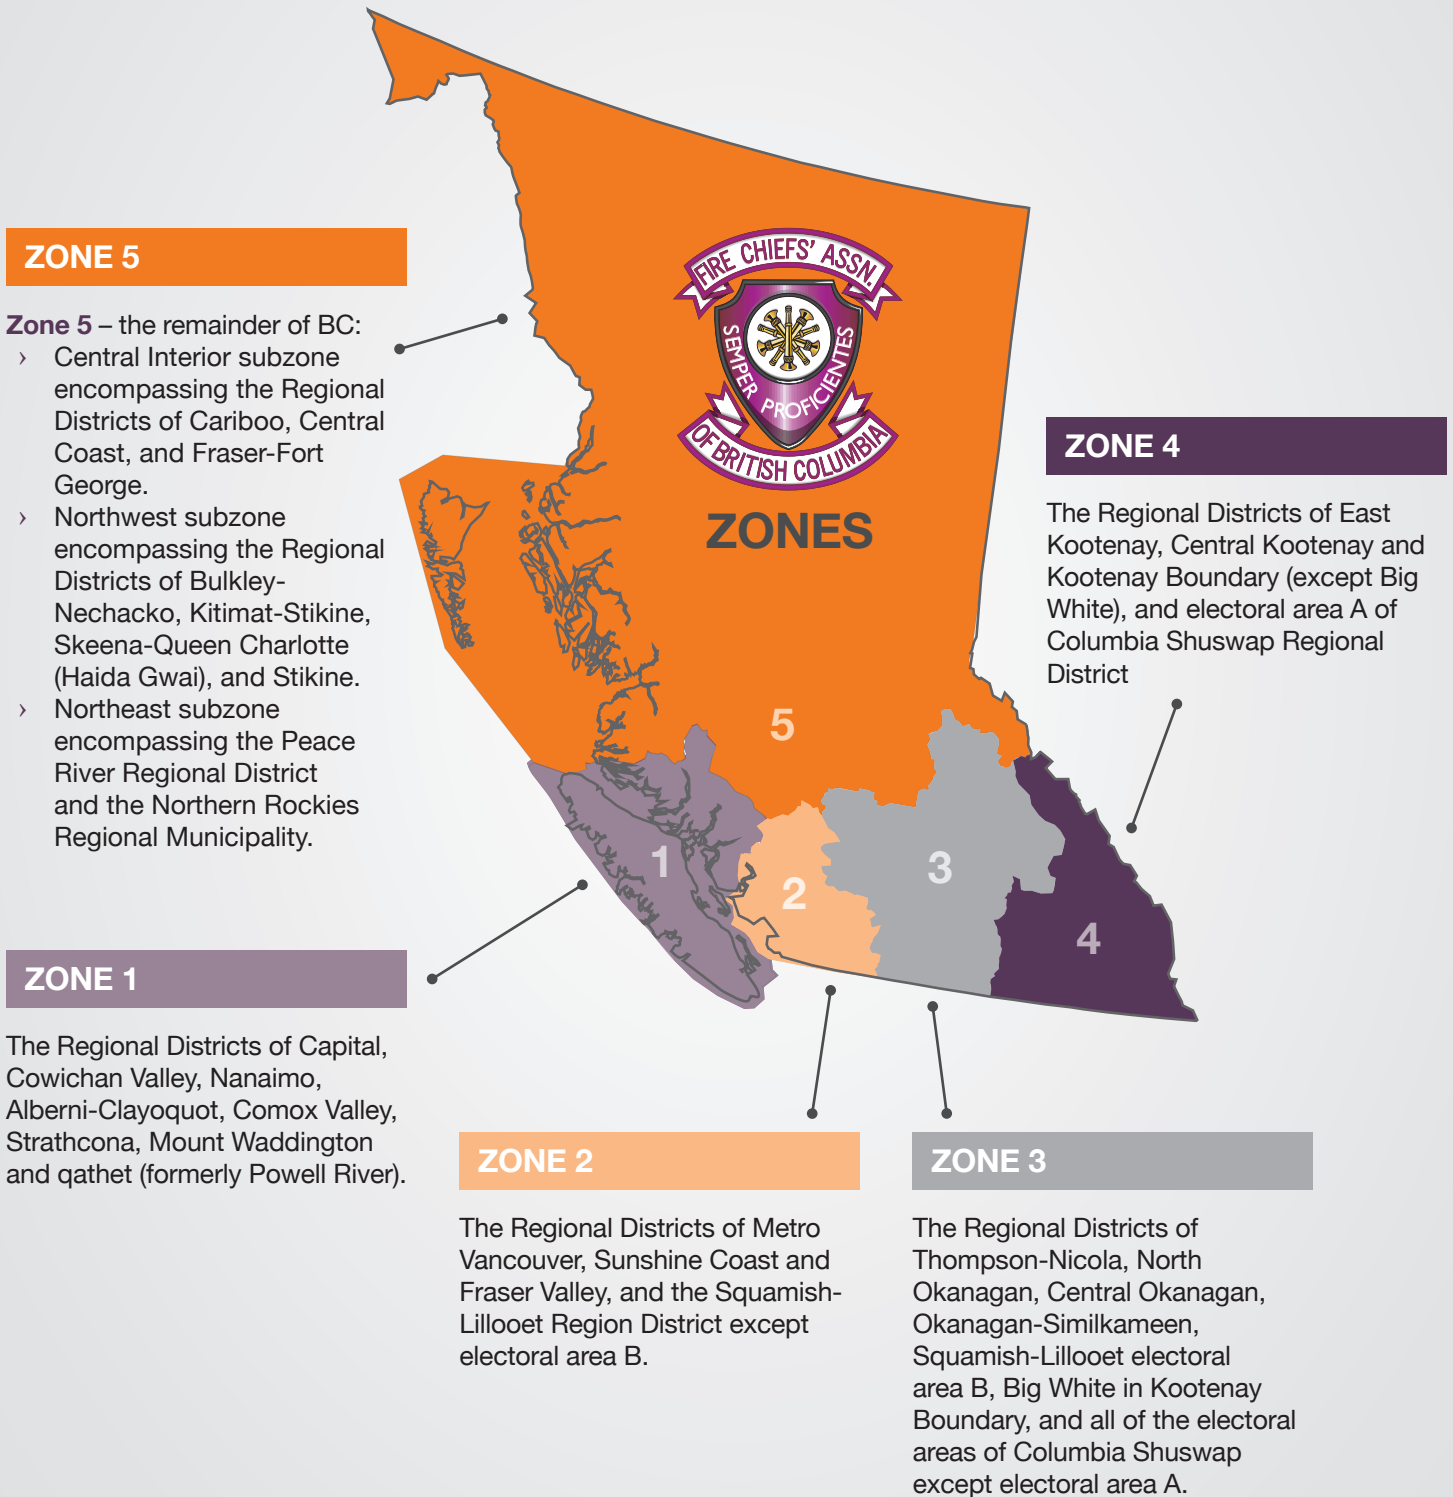 FIRE CHIEFS' ASSN.
SEMPER PROFICIENTES
OF BRITISH COLUMBIA
ZONES
5
1
2
3
4
ZONE 5
Zone 5 – the remainder of BC:
› Central Interior subzone
encompassing the Regional
Districts of Cariboo, Central
Coast, and Fraser-Fort
George.
› Northwest subzone
encompassing the Regional
Districts of Bulkley-
Nechacko, Kitimat-Stikine,
Skeena-Queen Charlotte
(Haida Gwai), and Stikine.
› Northeast subzone
encompassing the Peace
River Regional District
and the Northern Rockies
Regional Municipality.
ZONE 4
The Regional Districts of East
Kootenay, Central Kootenay and
Kootenay Boundary (except Big
White), and electoral area A of
Columbia Shuswap Regional
District
ZONE 1
The Regional Districts of Capital,
Cowichan Valley, Nanaimo,
Alberni-Clayoquot, Comox Valley,
Strathcona, Mount Waddington
and qathet (formerly Powell River).
ZONE 2
The Regional Districts of Metro
Vancouver, Sunshine Coast and
Fraser Valley, and the Squamish-
Lillooet Region District except
electoral area B.
ZONE 3
The Regional Districts of
Thompson-Nicola, North
Okanagan, Central Okanagan,
Okanagan-Similkameen,
Squamish-Lillooet electoral
area B, Big White in Kootenay
Boundary, and all of the electoral
areas of Columbia Shuswap
except electoral area A.